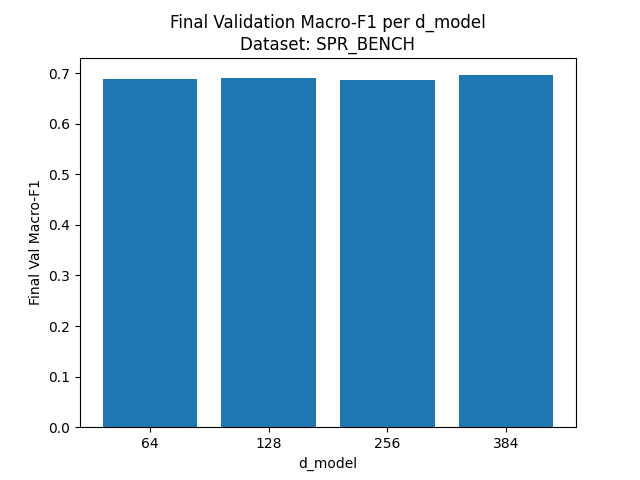 Final Validation Macro-F1 per d_model
Dataset: SPR_BENCH
0.7
0.6
0.5
0.4
0.3
0.2
0.1
0.0
Final Val Macro-F1
64 128 256 384
d_model